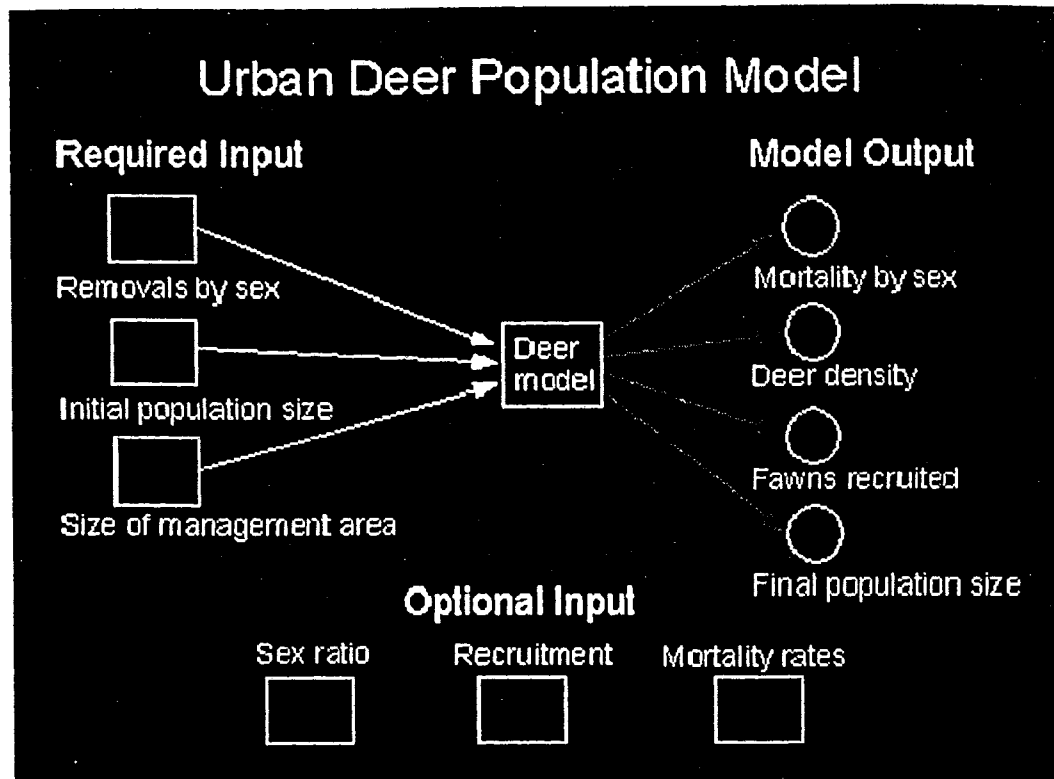 Urban Deer Population Model
Required Input
Model Output
Removals by sex
Initial population size
Size of management area
Deer
model
Mortality by sex
Deer density
Fawns recruited
Final population size
Optional Input
Sex ratio
Recruitment
Mortality rates